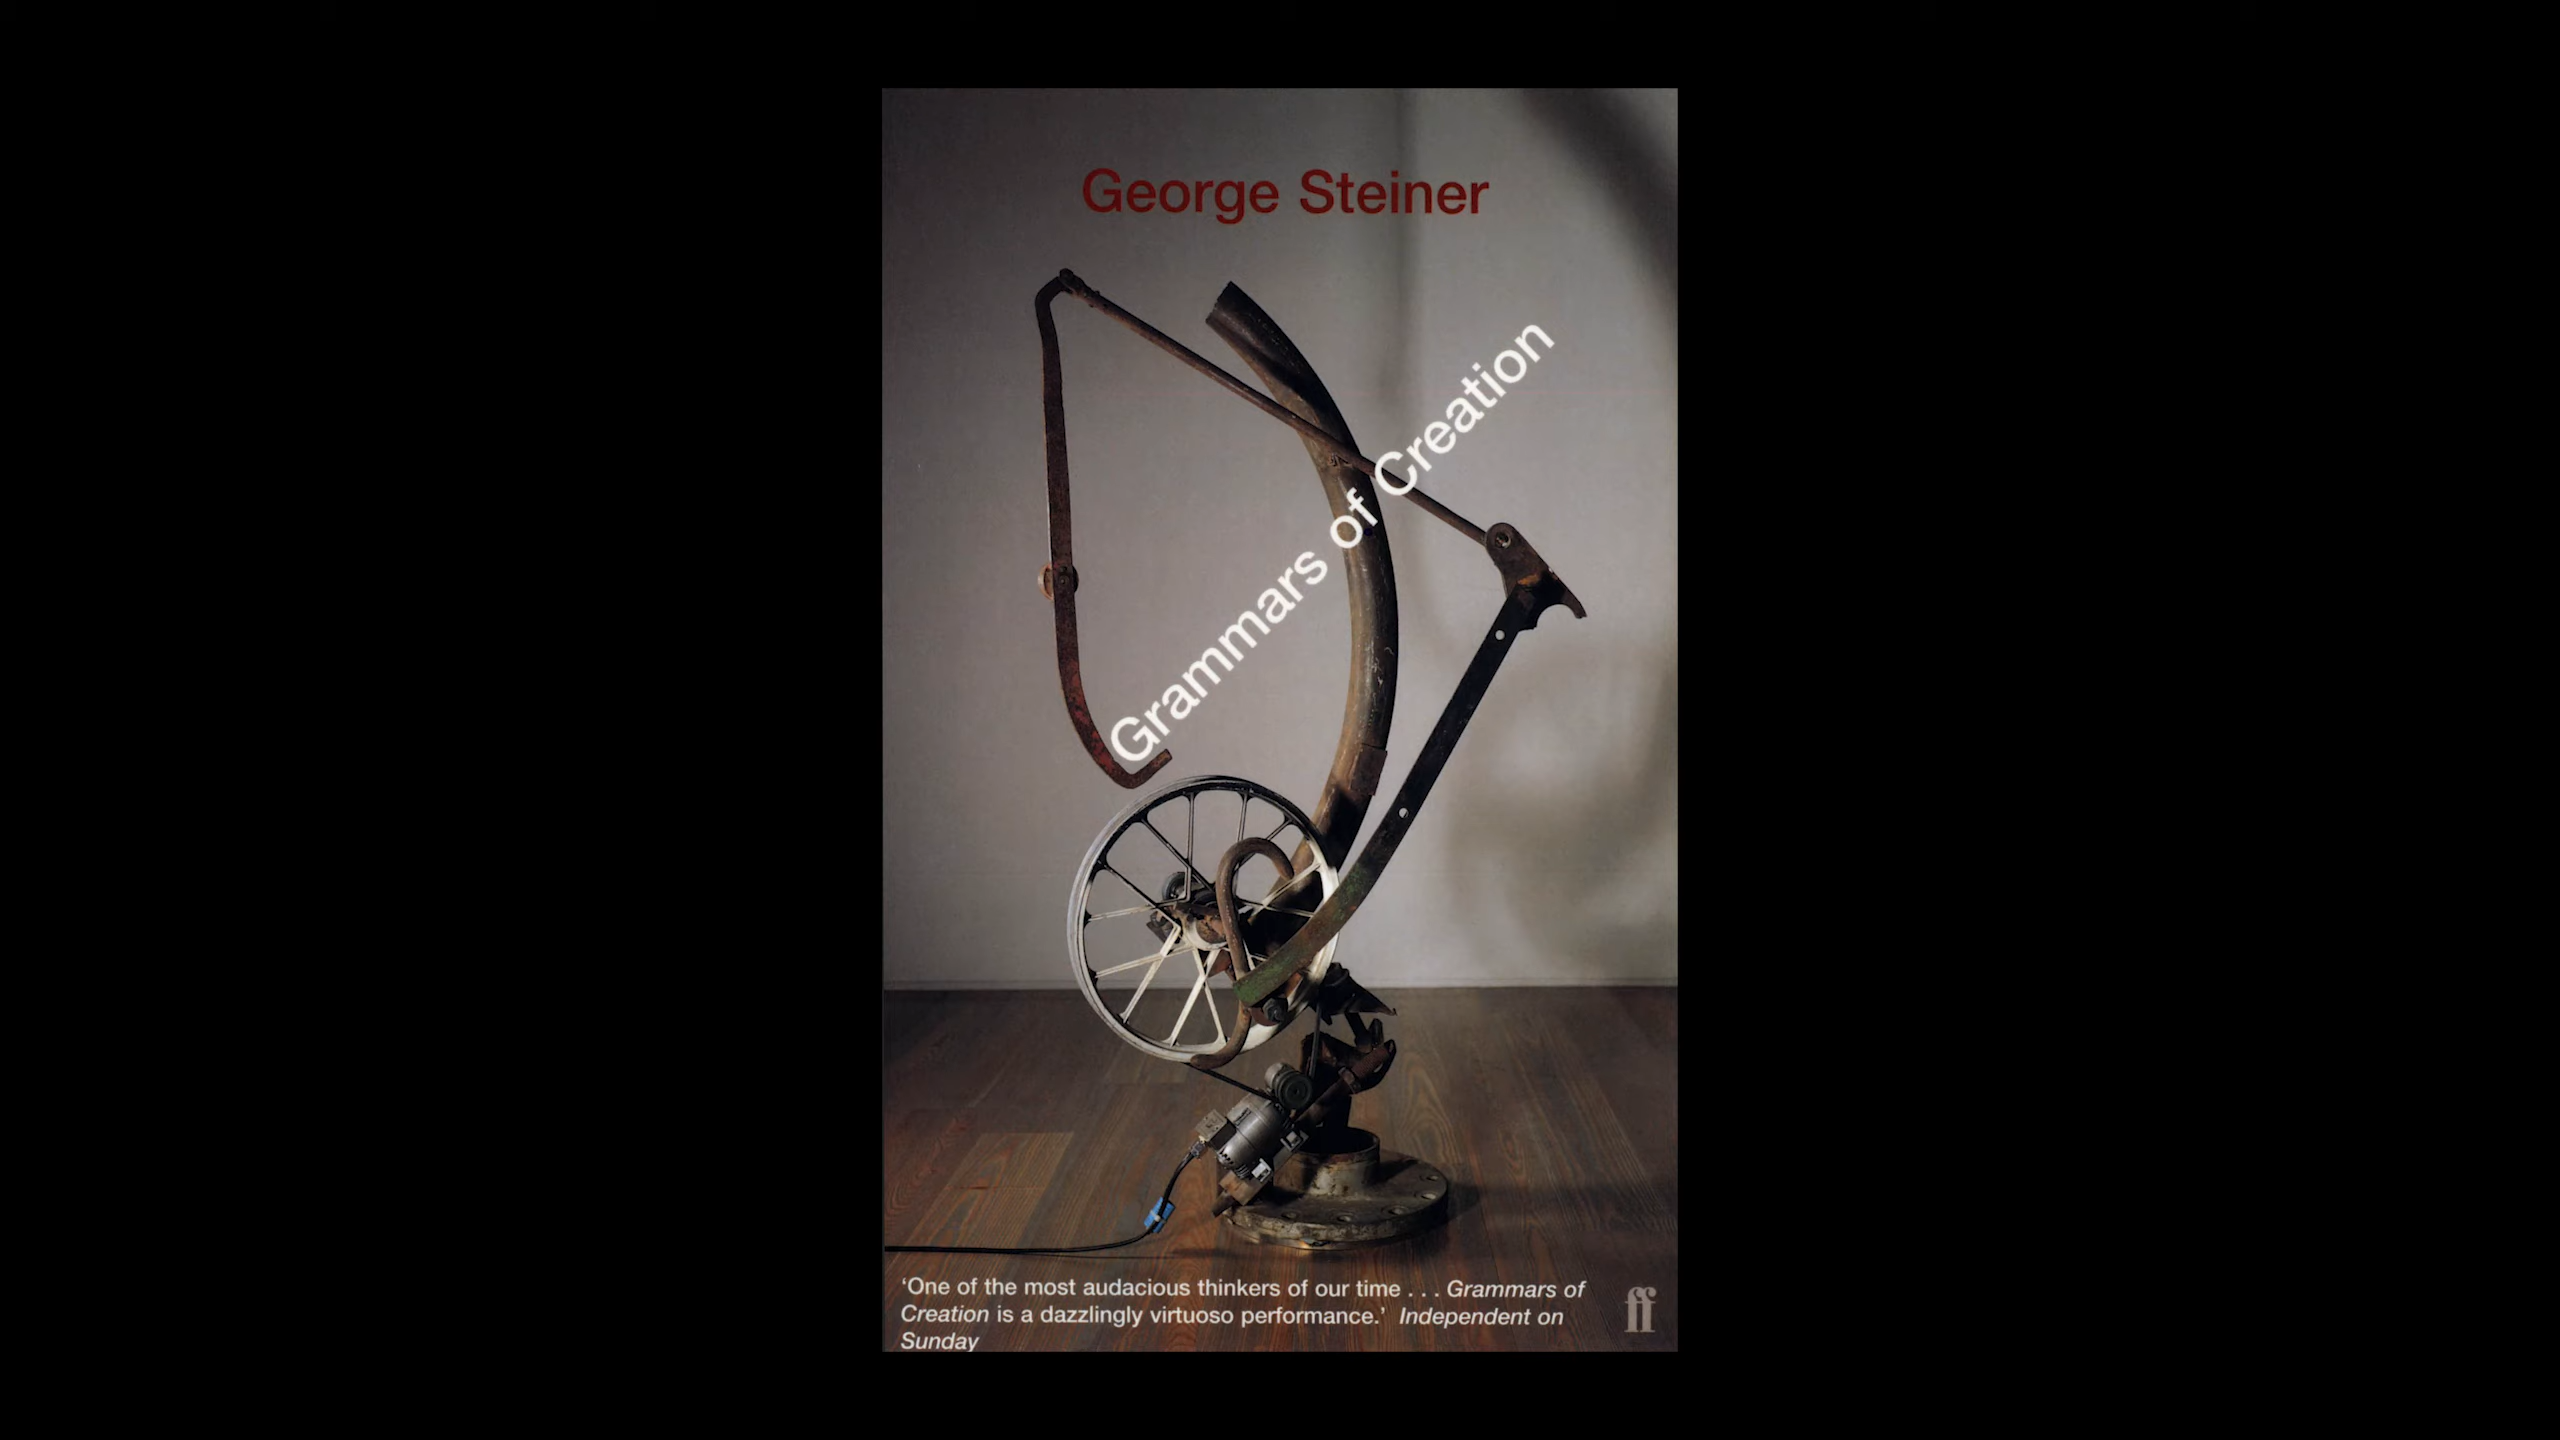 George Steiner
Grammars of Creation
‘One of the most audacious thinkers of our time . . . Grammars of
Creation is a dazzlingly virtuoso performance.’ Independent on
Sunday
ff